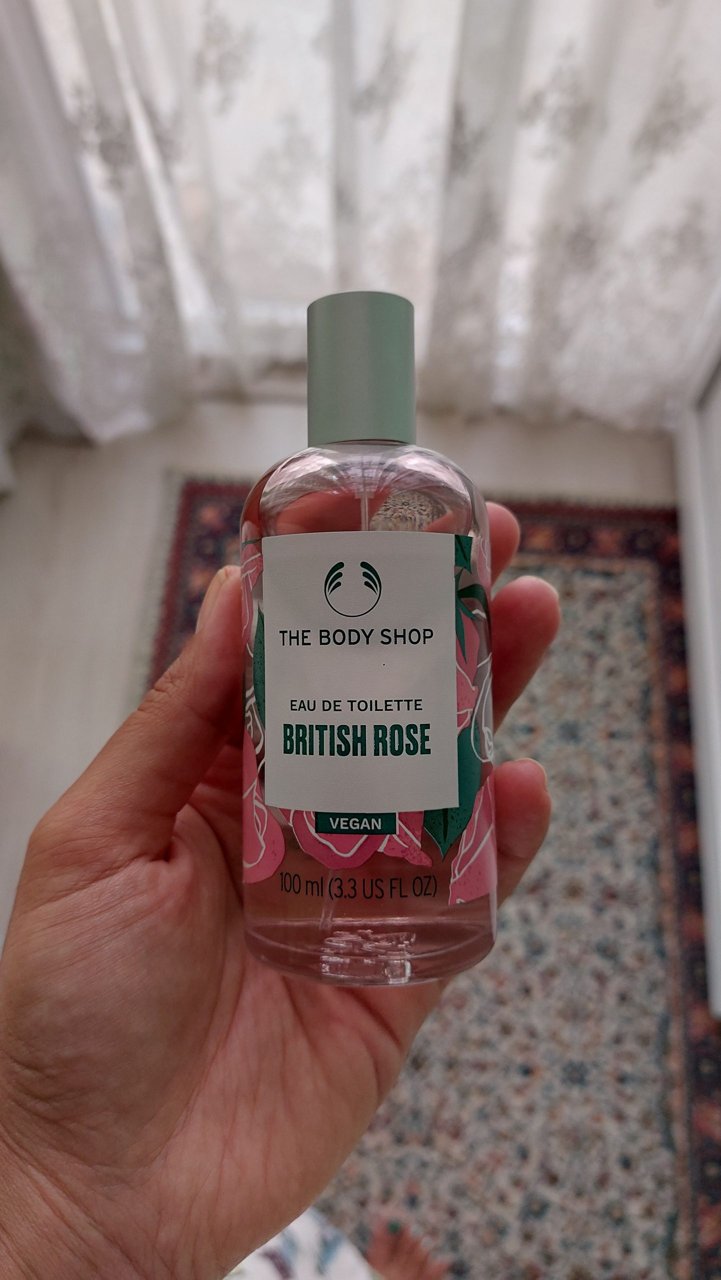 THE BODY SHOP
EAU DE TOILETTE
BRITISH ROSE
VEGAN
100 ml (3.3 US FL OZ)